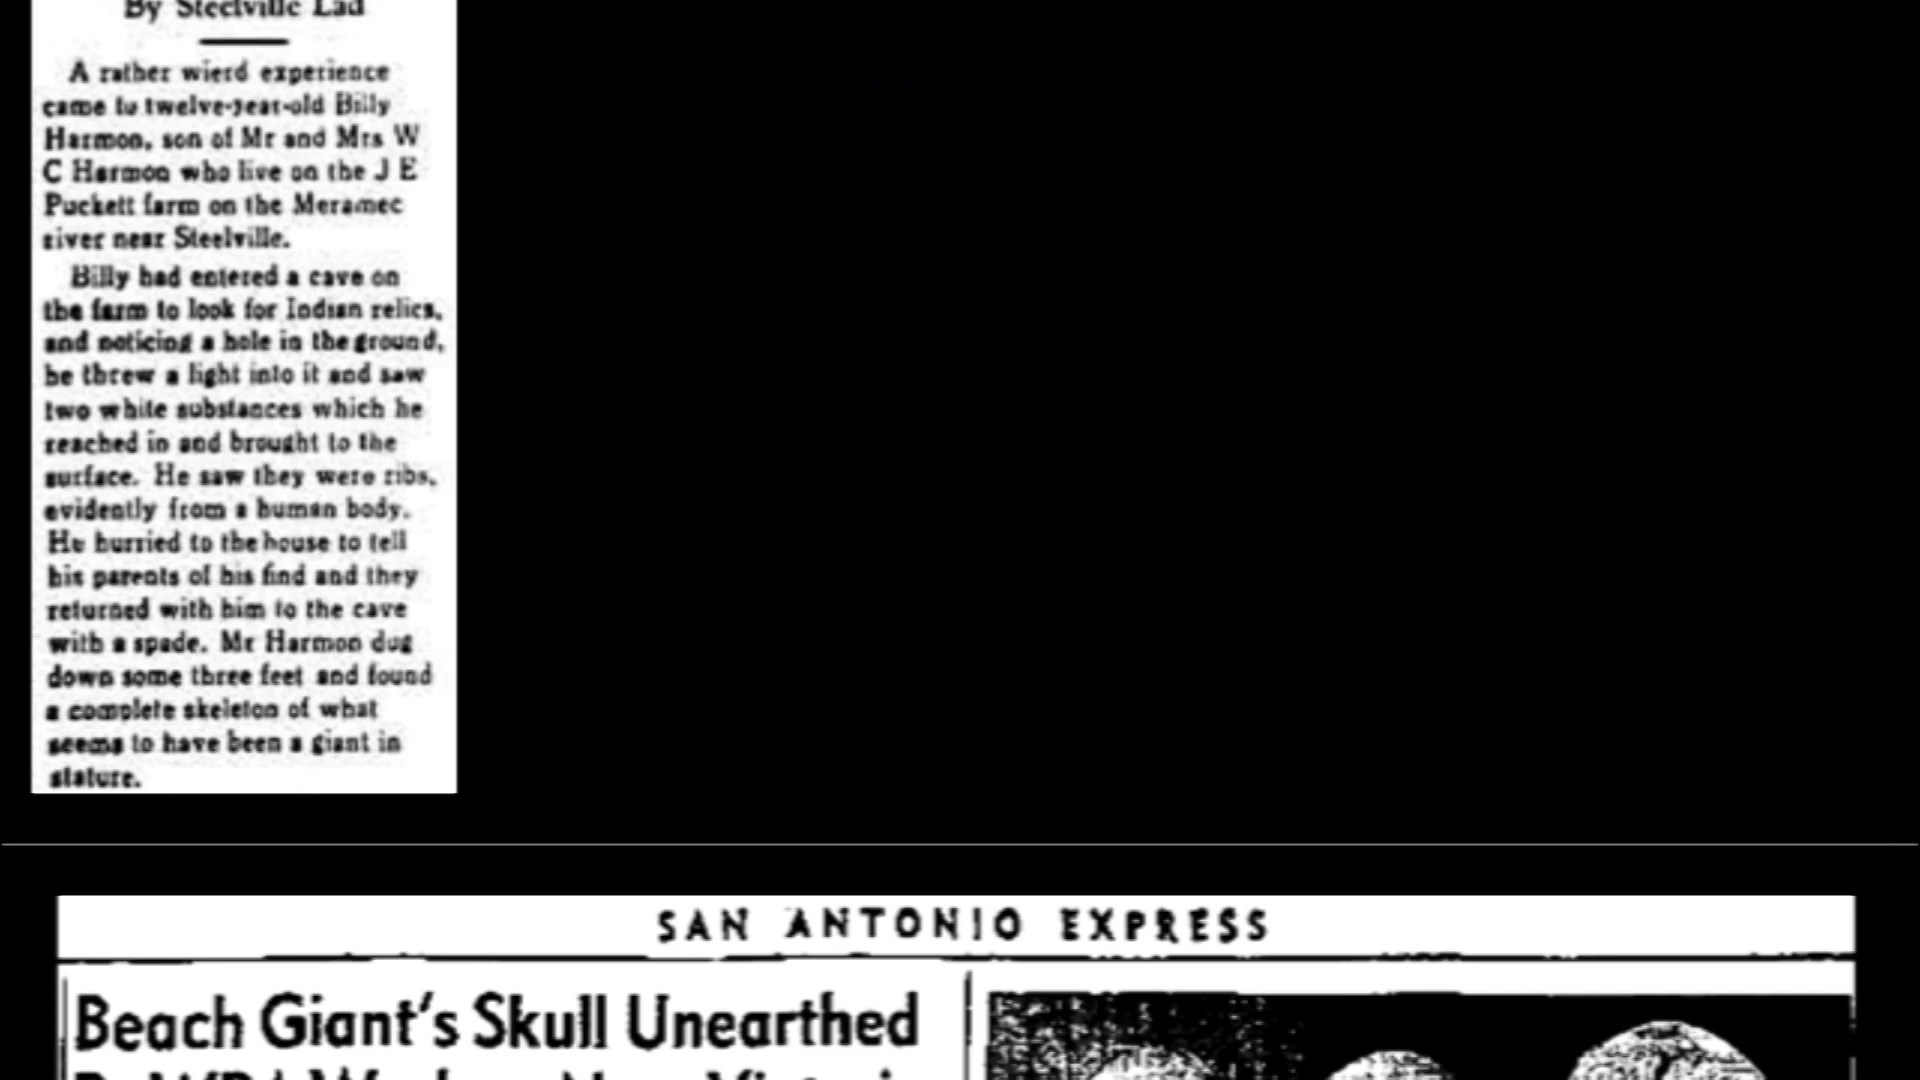 By Steelville Lad
A rather wierd experience
came to twelve-year-old Billy
Harmon, son of Mr and Mrs W
C Harmon who live on the J E
Puckett farm on the Meramec
river near Steelville.
Billy had entered a cave on
the farm to look for Indian relics,
and noticing a hole in the ground,
he threw a light into it and saw
two white substances which he
reached in and brought to the
surface. He saw they were ribs,
evidently from a human body.
He hurried to the house to tell
his parents of his find and they
returned with him to the cave
with a spade. Mr Harmon dug
down some three feet and found
a complete skeleton of what
seems to have been a giant in
stature.
SAN ANTONIO EXPRESS
Beach Giant's Skull Unearthed
By WPA Workers Near Victoria